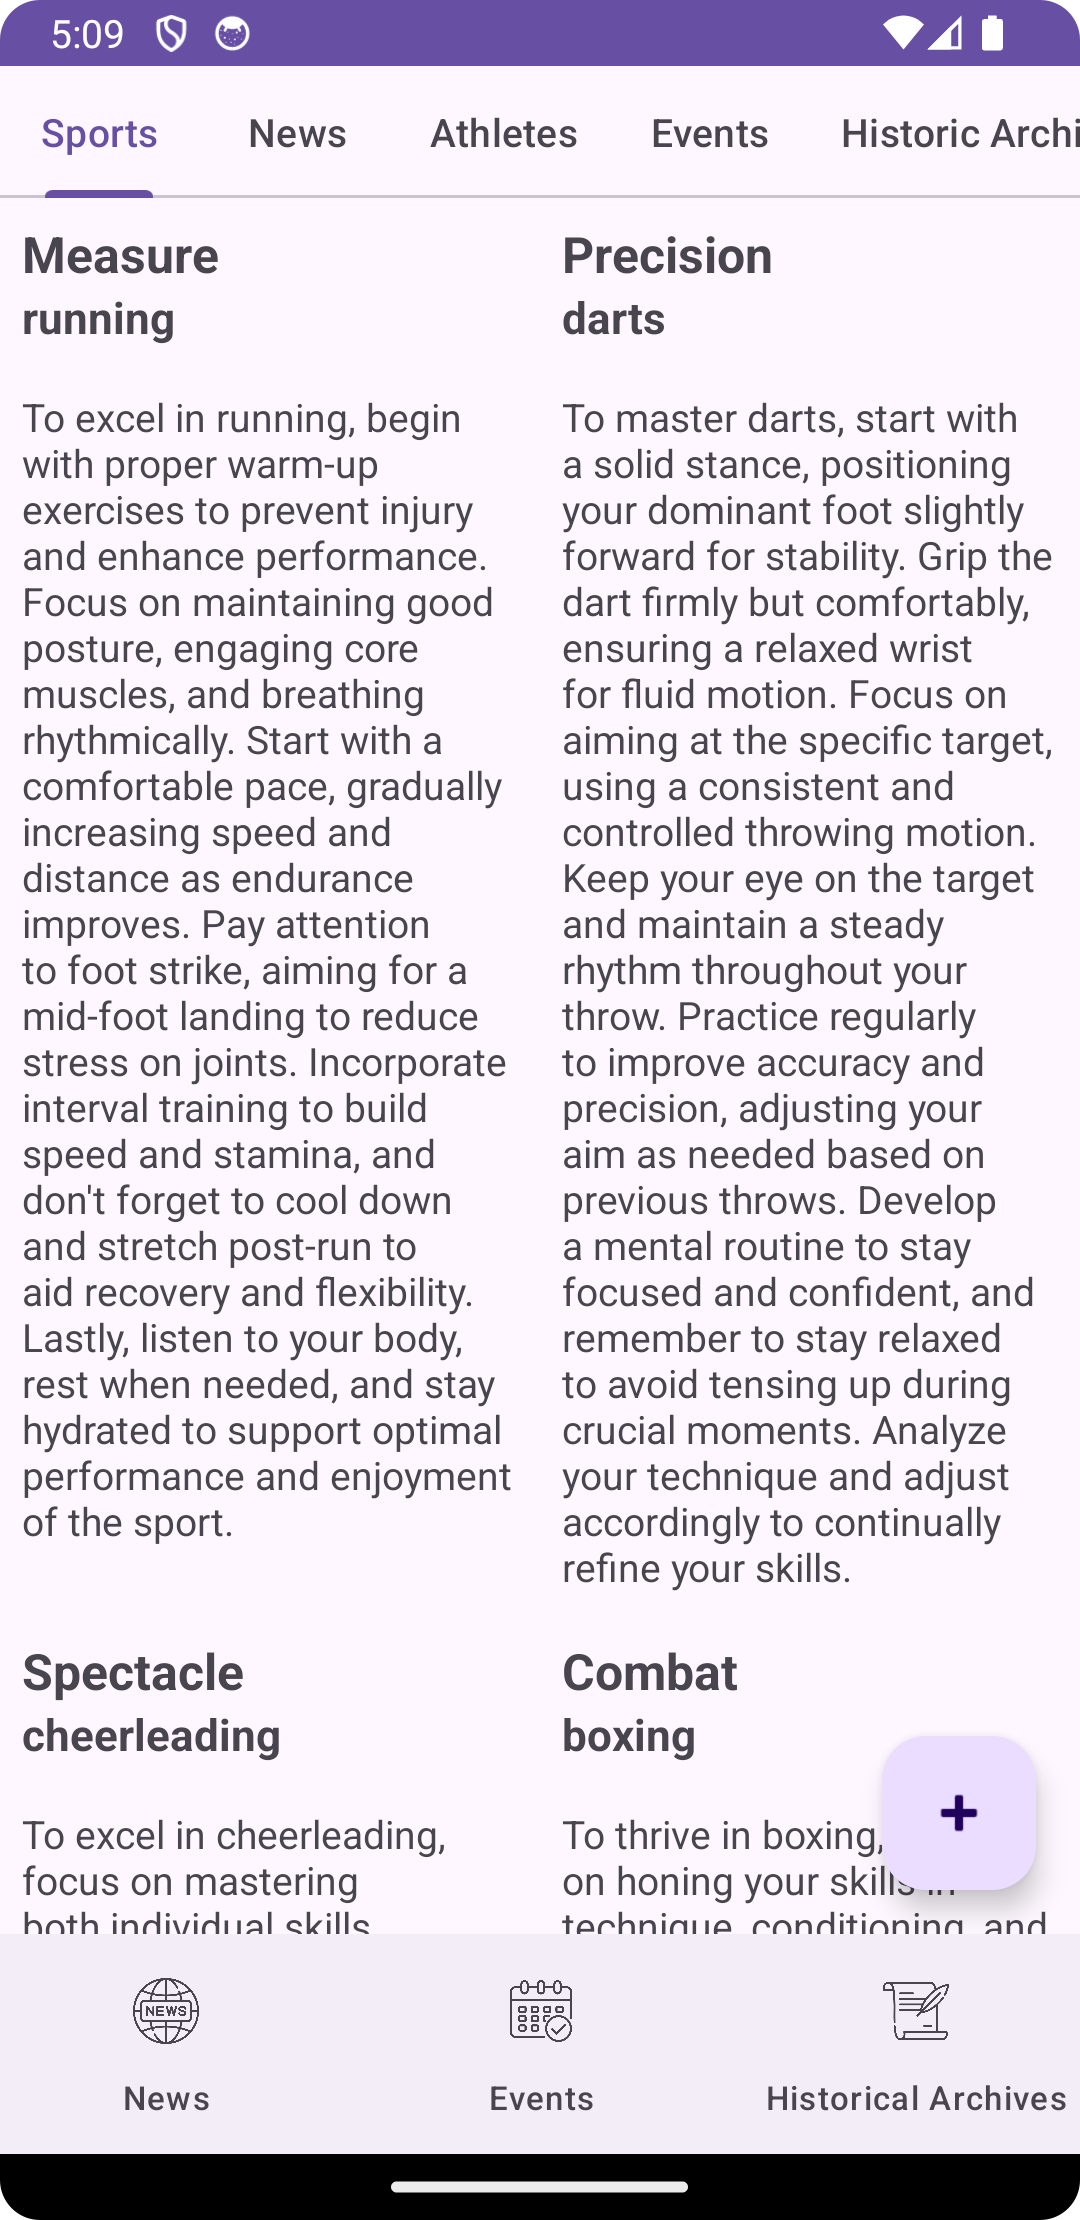 5:09
Sports
News
Athletes
Events
Historic Archi
Measure
running
To excel in running, begin
with proper warm-up
exercises to prevent injury
and enhance performance.
Focus on maintaining good
posture, engaging core
muscles, and breathing
rhythmically. Start with a
comfortable pace, gradually
increasing speed and
distance as endurance
improves. Pay attention
to foot strike, aiming for a
mid-foot landing to reduce
stress on joints. Incorporate
interval training to build
speed and stamina, and
don't forget to cool down
and stretch post-run to
aid recovery and flexibility.
Lastly, listen to your body,
rest when needed, and stay
hydrated to support optimal
performance and enjoyment
of the sport.
Precision
darts
To master darts, start with
a solid stance, positioning
your dominant foot slightly
forward for stability. Grip the
dart firmly but comfortably,
ensuring a relaxed wrist
for fluid motion. Focus on
aiming at the specific target,
using a consistent and
controlled throwing motion.
Keep your eye on the target
and maintain a steady
rhythm throughout your
throw. Practice regularly
to improve accuracy and
precision, adjusting your
aim as needed based on
previous throws. Develop
a mental routine to stay
focused and confident, and
remember to stay relaxed
to avoid tensing up during
crucial moments. Analyze
your technique and adjust
accordingly to continually
refine your skills.
Spectacle
cheerleading
To excel in cheerleading,
focus on mastering
both individual skills
Combat
boxing
To thrive in boxing,
on honing your skills in
technique, conditioning, and
NEWS
News
Events
Historical Archives